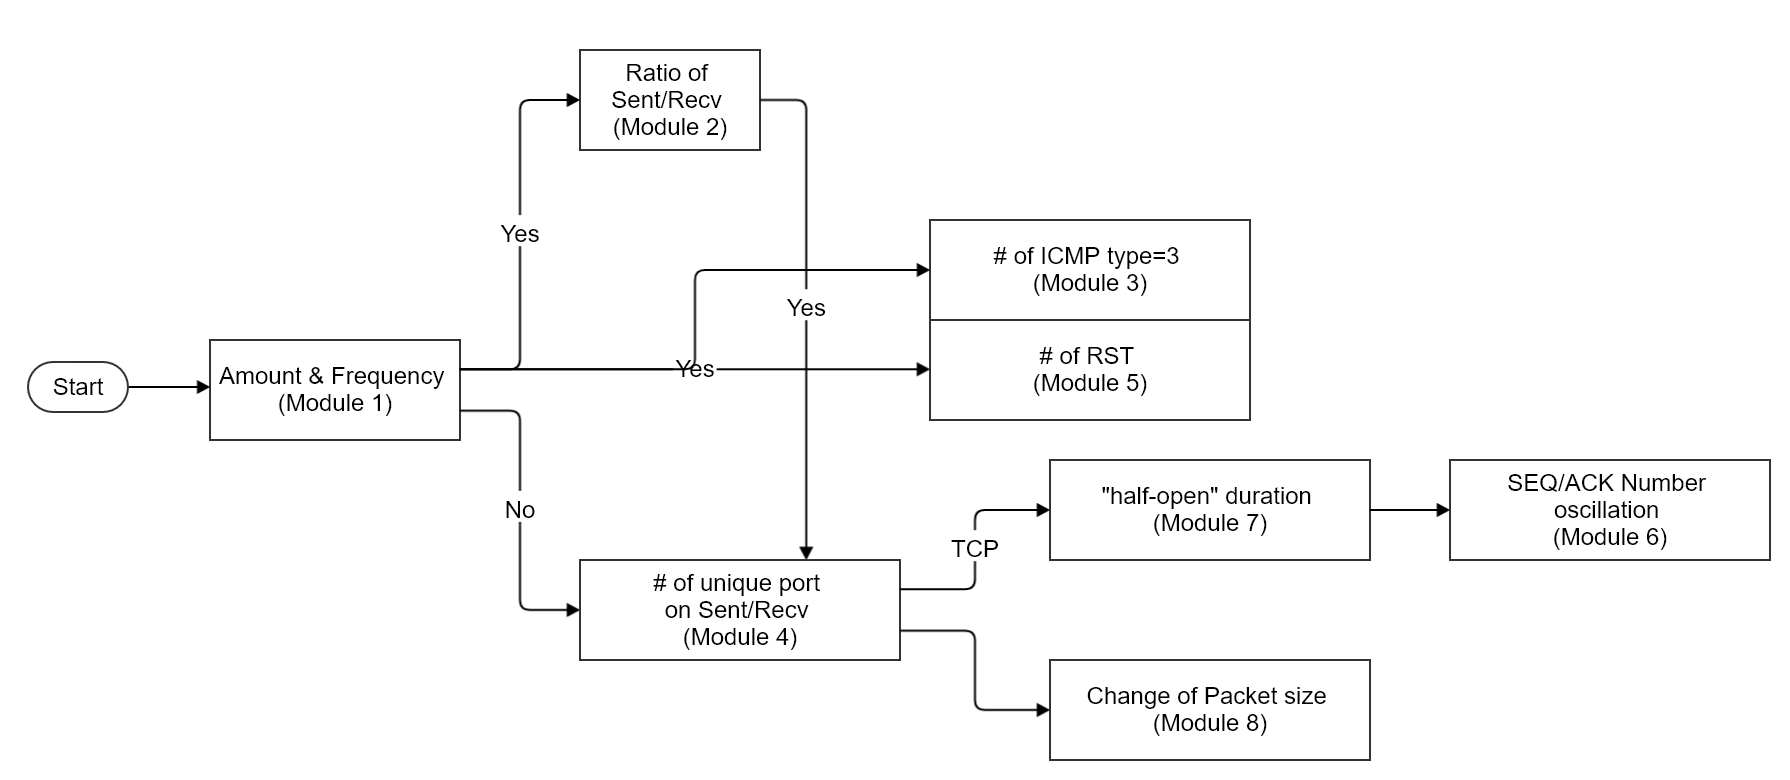 Ratio of
Sent/Recv
(Module 2)
Yes
# of ICMP type=3
(Module 3)
Yes
# of RST
(Module 5)
Yes
Start
Amount & Frequency
(Module 1)
No
"half-open" duration
(Module 7)
SEQ/ACK Number
oscillation
(Module 6)
TCP
# of unique port
on Sent/Recv
(Module 4)
Change of Packet size
(Module 8)